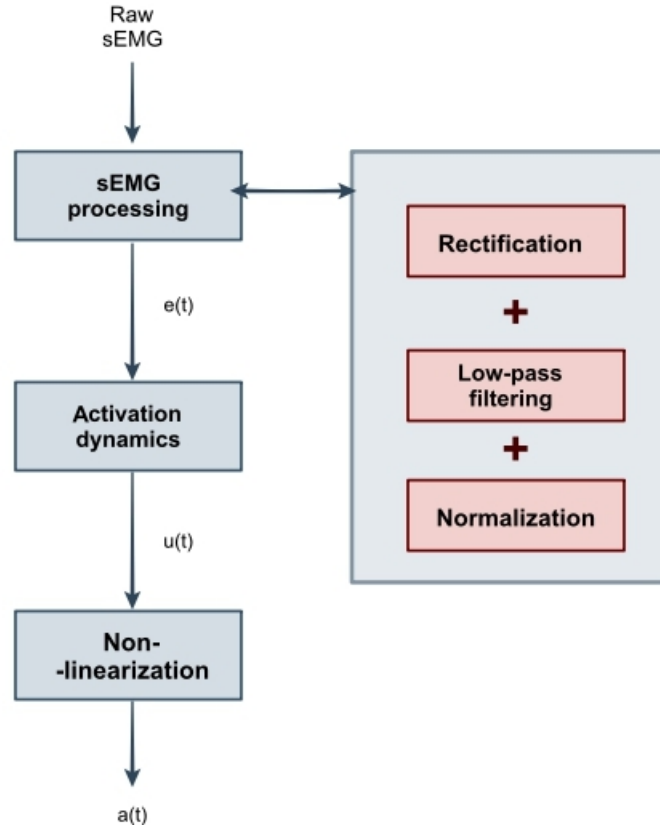 Raw
sEMG
sEMG
processing
Rectification
+
e(t)
Low-pass
filtering
Activation
dynamics
+
Normalization
u(t)
Non-
-linearization
a(t)